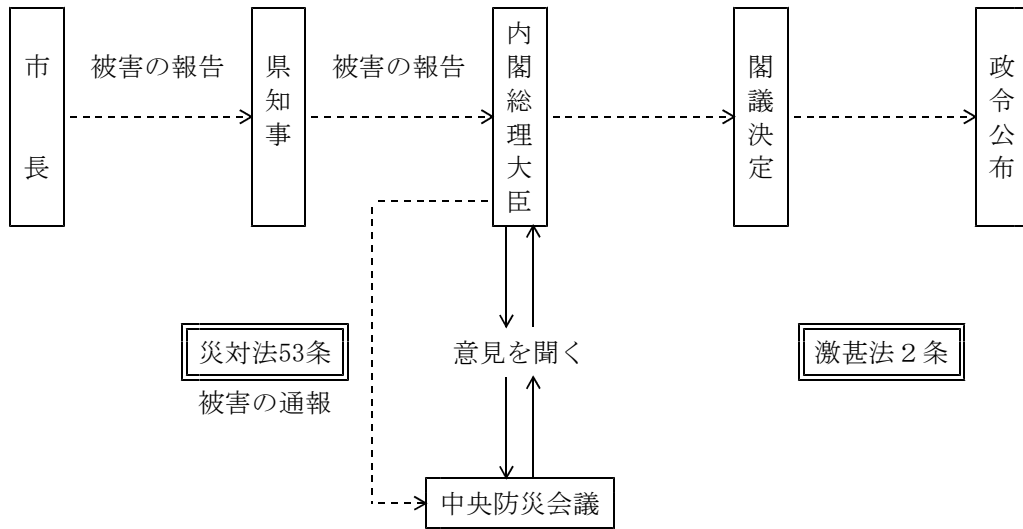 市長
被害の報告
県知事
被害の報告
内閣総理大臣
閣議決定
政令公布
災対法53条
被害の通報
意見を聞く
激甚法２条
中央防災会議